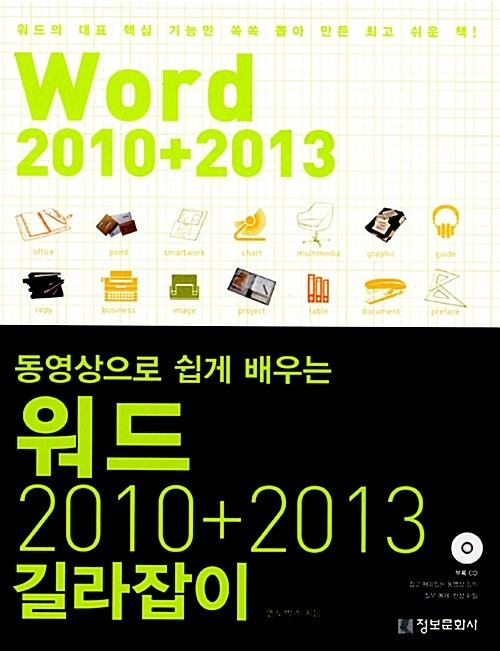 워드의 대표 핵심 기능만 쏙쏙 뽑아 만든 최고 쉬운 책!
Word
2010+2013
office point smartwork chart multimedia graphic guide
copy business image project table document preface
동영상으로 쉽게 배우는
워드
2010+2013
길라잡이
지음
부록 CD
정보문화사